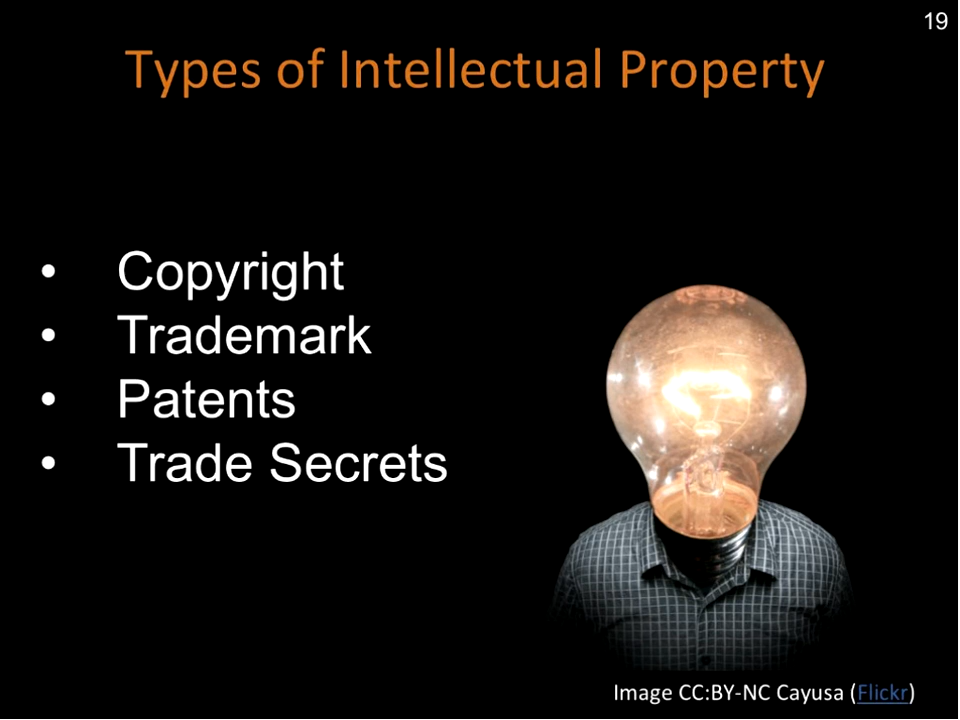 19
Types of Intellectual Property
• Copyright
• Trademark
• Patents
• Trade Secrets
Image CC:BY-NC Cayusa (Flickr)